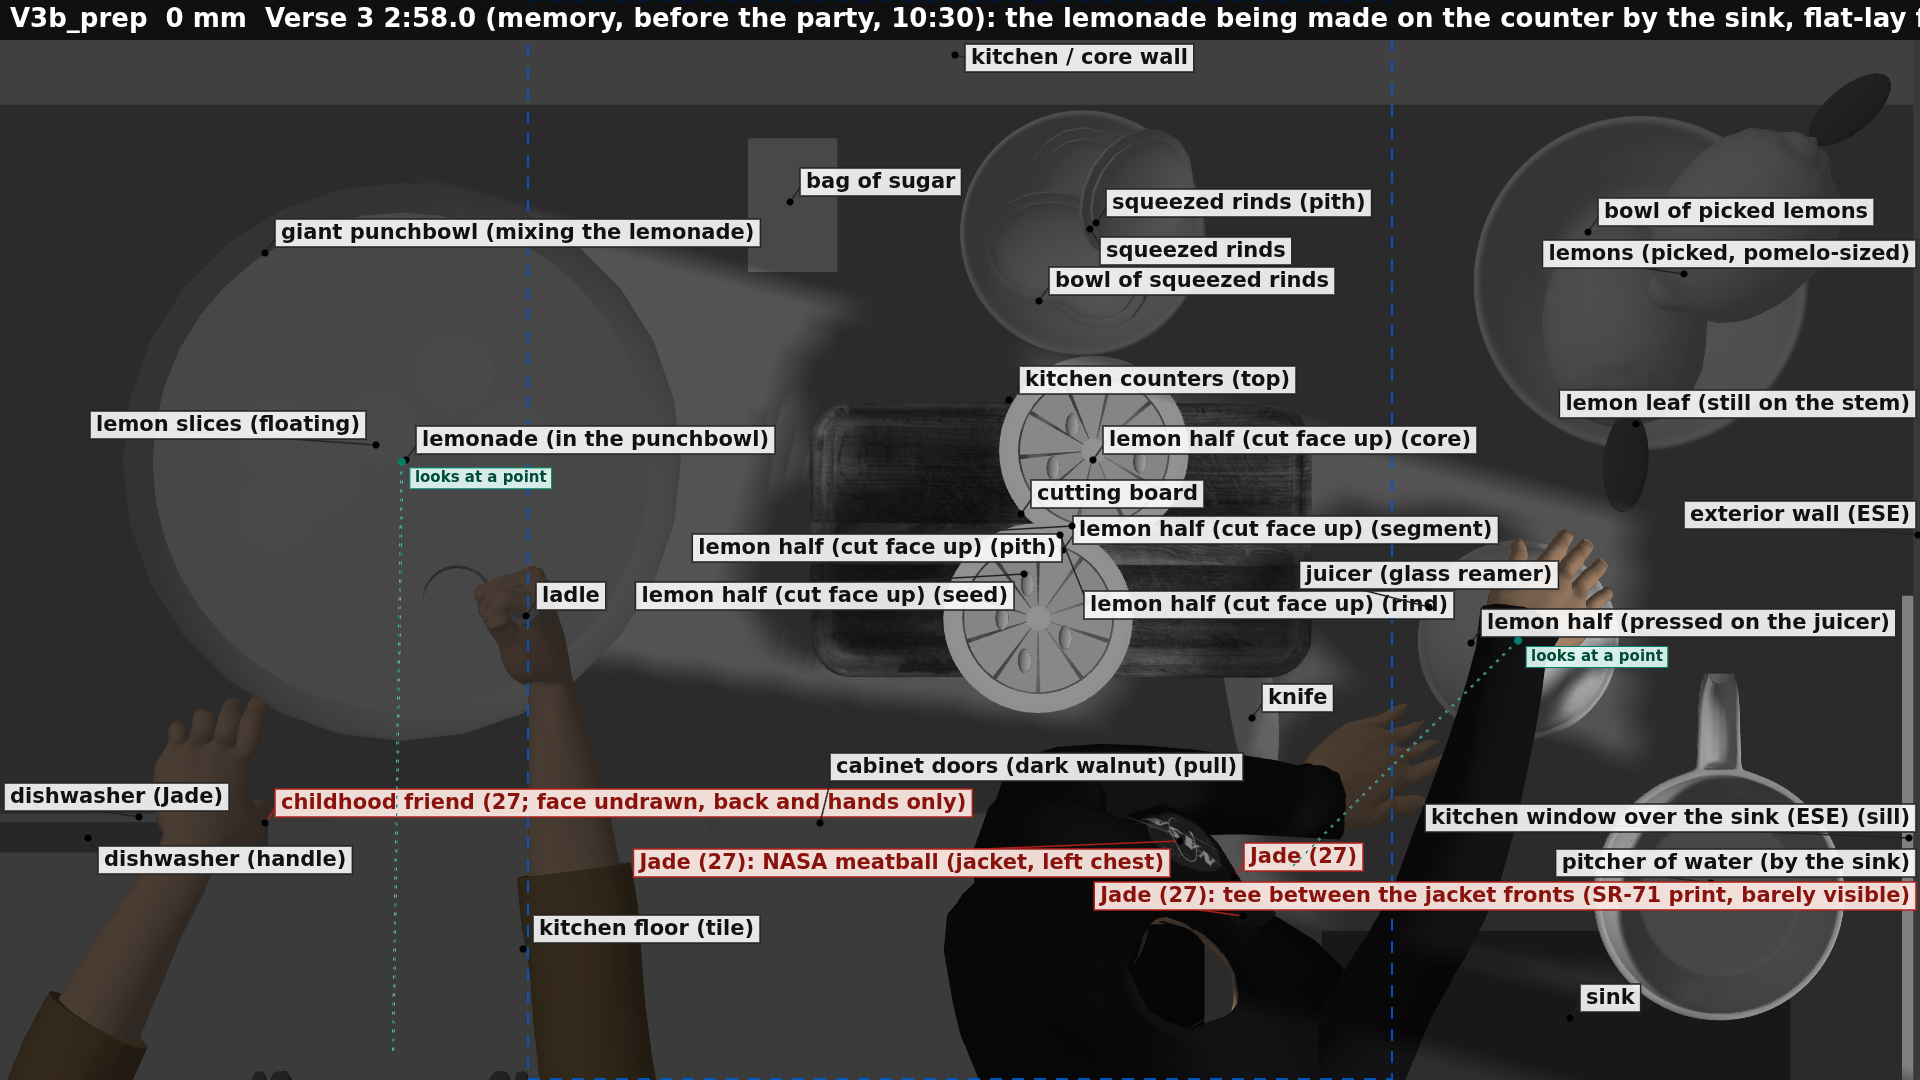 V3b_prep 0 mm Verse 3 2:58.0 (memory, before the party, 10:30): the lemonade being made on the counter by the sink, flat-lay
kitchen / core wall
bag of sugar
squeezed rinds (pith)
bowl of picked lemons
giant punchbowl (mixing the lemonade)
squeezed rinds
lemons (picked, pomelo-sized)
bowl of squeezed rinds
kitchen counters (top)
lemon leaf (still on the stem)
lemon slices (floating)
lemonade (in the punchbowl)
lemon half (cut face up) (core)
looks at a point
cutting board
exterior wall (ESE)
lemon half (cut face up) (segment)
lemon half (cut face up) (pith)
juicer (glass reamer)
ladle
lemon half (cut face up) (seed)
lemon half (cut face up) (rind)
lemon half (pressed on the juicer)
looks at a point
knife
cabinet doors (dark walnut) (pull)
dishwasher (Jade)
childhood friend (27; face undrawn, back and hands only)
kitchen window over the sink (ESE) (sill)
dishwasher (handle)
Jade (27): NASA meatball (jacket, left chest)
Jade (27)
pitcher of water (by the sink)
Jade (27): tee between the jacket fronts (SR-71 print, barely visible)
kitchen floor (tile)
sink